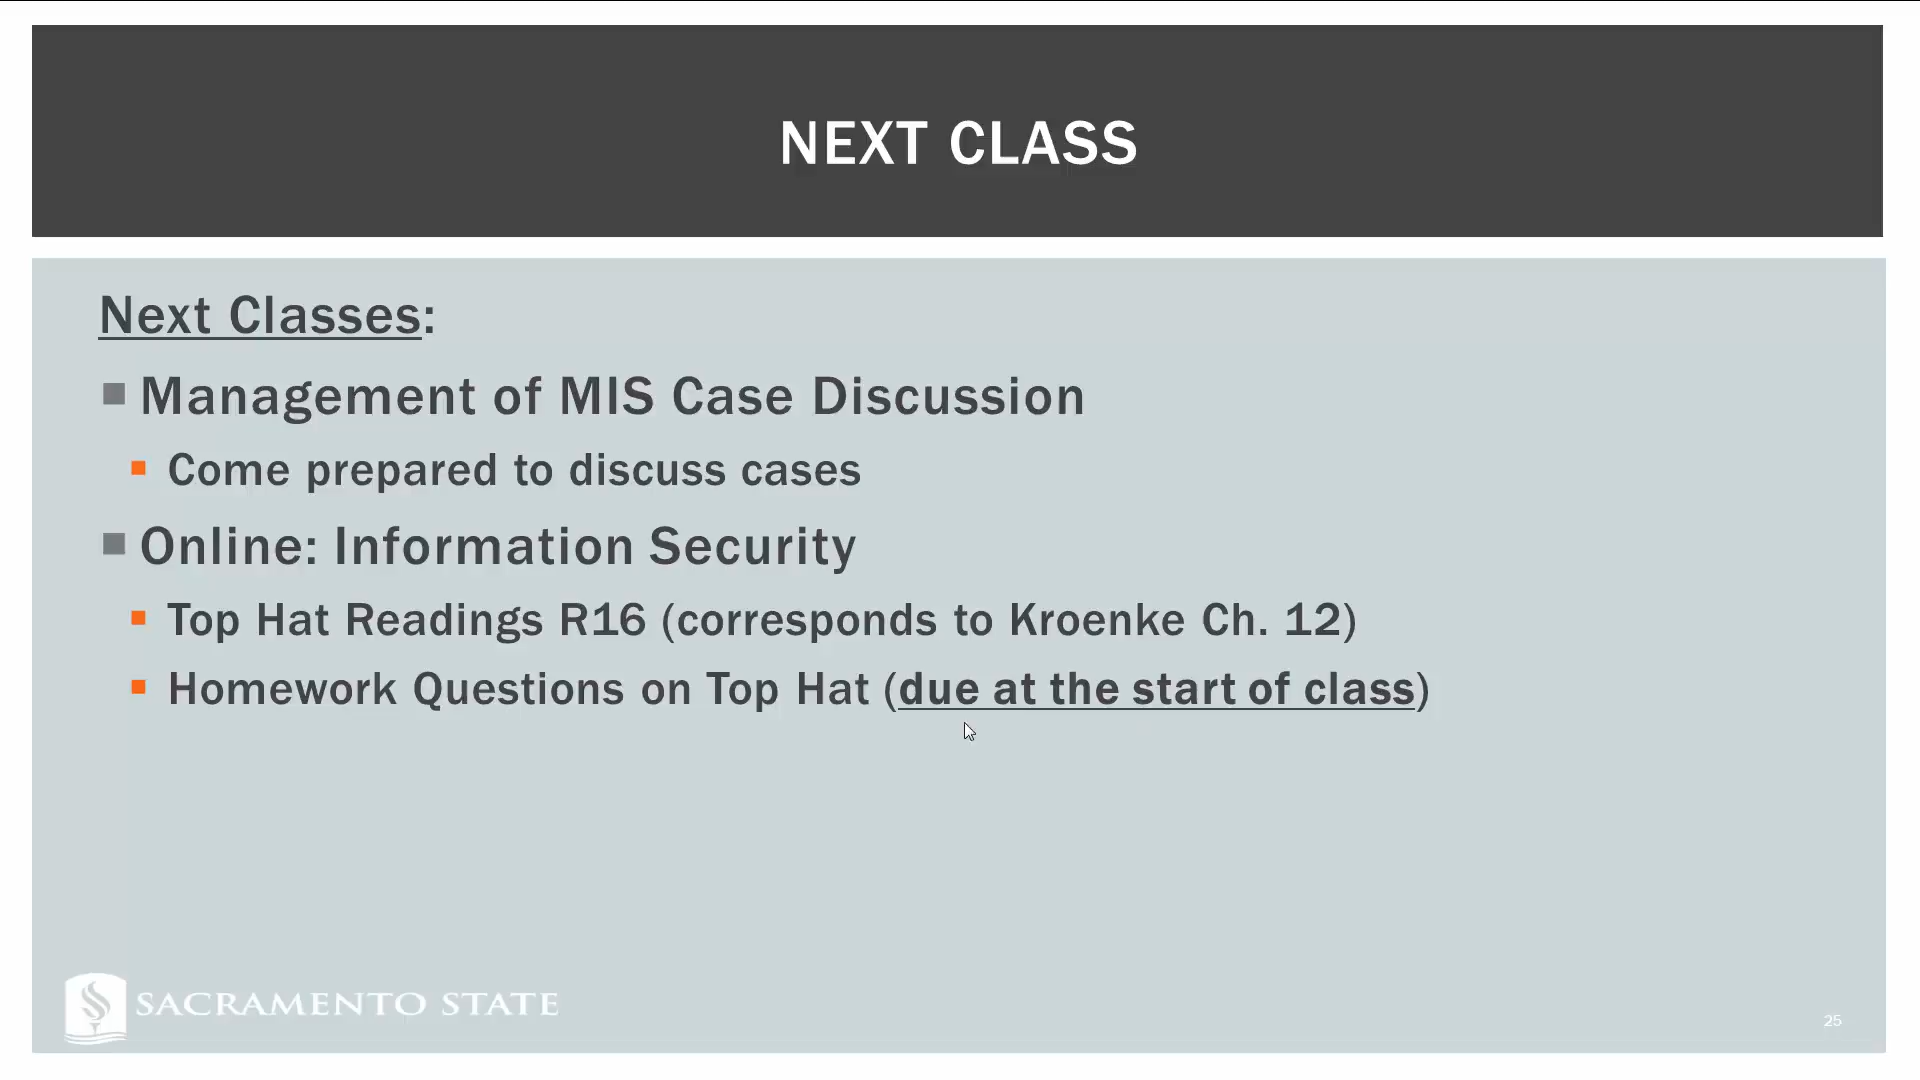 NEXT CLASS
Next Classes:
Management of MIS Case Discussion
Come prepared to discuss cases
Online: Information Security
Top Hat Readings R16 (corresponds to Kroenke Ch. 12)
Homework Questions on Top Hat (due at the start of class)
SACRAMENTO STATE
25